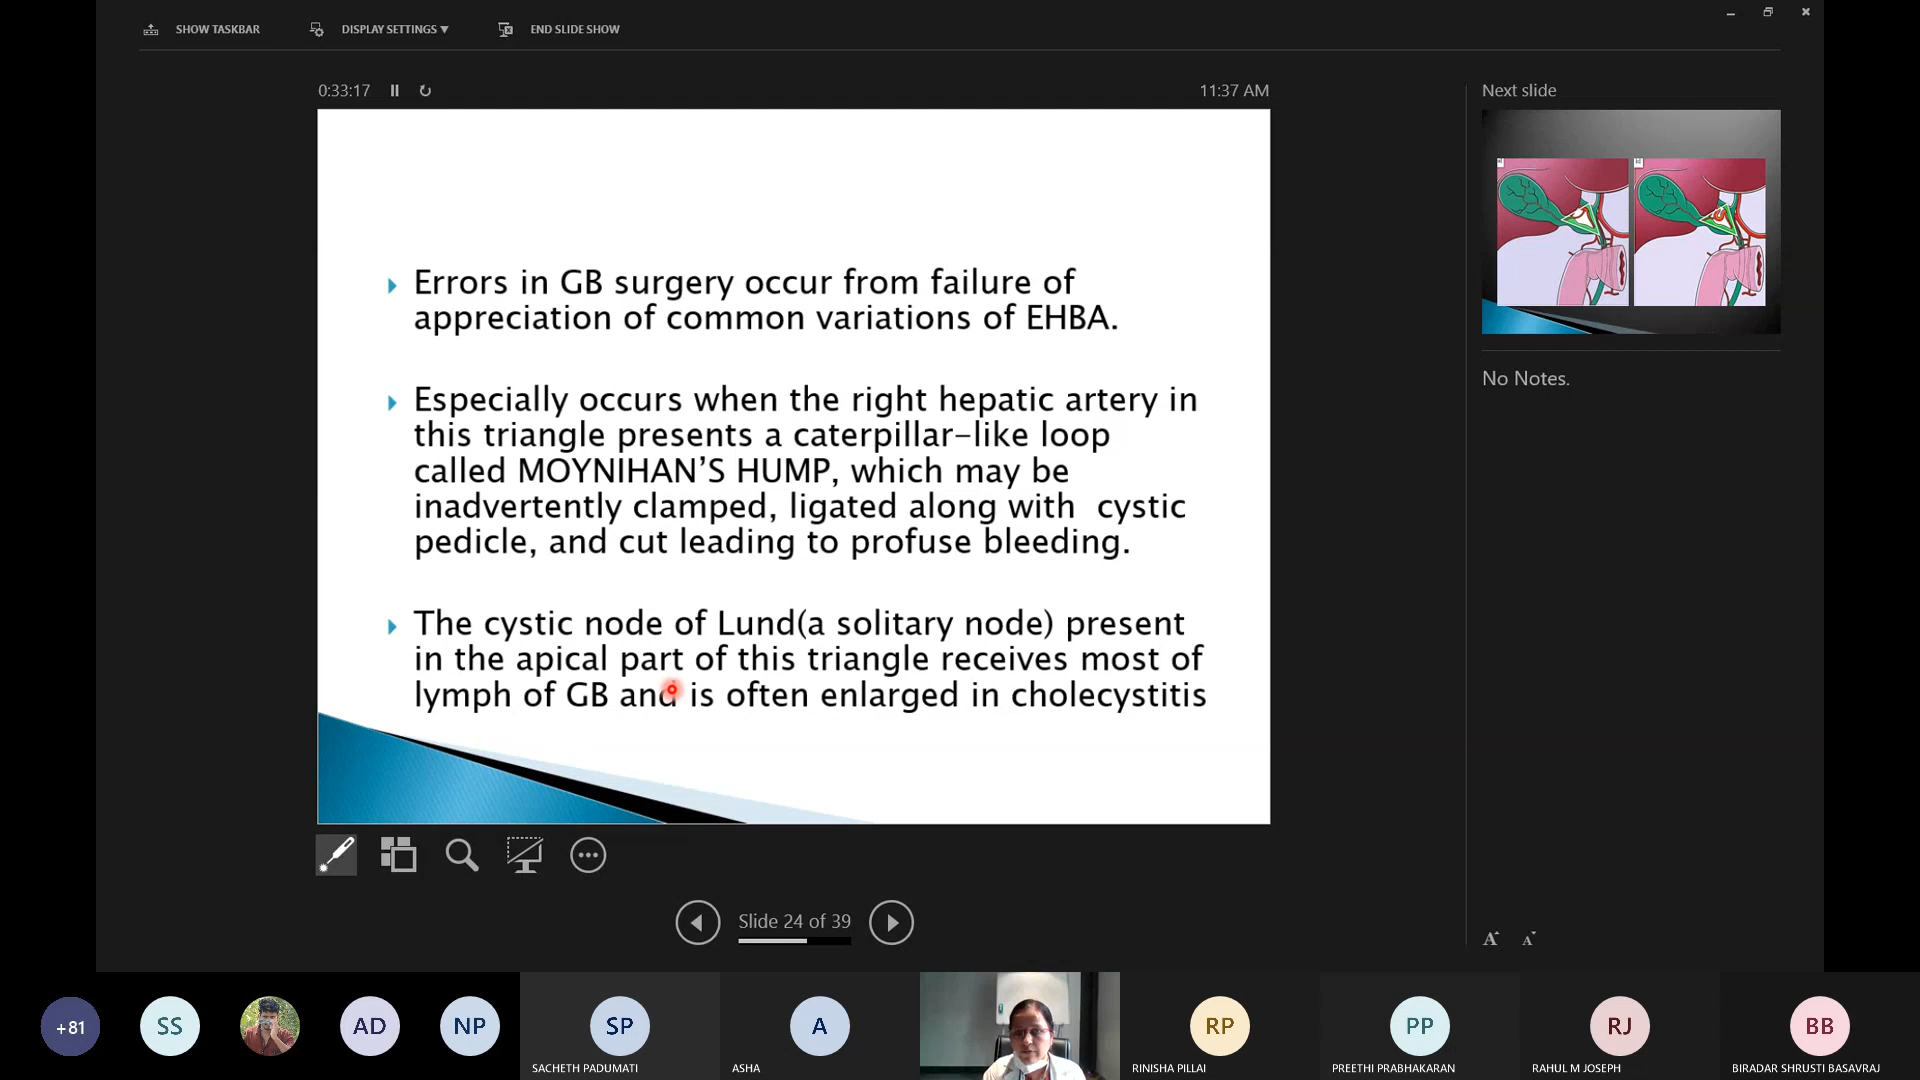 SHOW TASKBAR
DISPLAY SETTINGS
END SLIDE SHOW
0:33:17
11:37 AM
Next slide
Errors in GB surgery occur from failure of
appreciation of common variations of EHBA.
Especially occurs when the right hepatic artery in
this triangle presents a caterpillar-like loop
called MOYNIHAN'S HUMP, which may be
inadvertently clamped, ligated along with cystic
pedicle, and cut leading to profuse bleeding.
The cystic node of Lund(a solitary node) present
in the apical part of this triangle receives most of
lymph of GB and is often enlarged in cholecystitis
No Notes.
Slide 24 of 39
A A
+81
SS
AD
NP
SP
A
RP
PP
RJ
BB
SACHETH PADUMATI
ASHA
RINISHA PILLAI
PREETHI PRABHAKARAN
RAHUL M JOSEPH
BIRADAR SHRUSTI BASAVRAJ